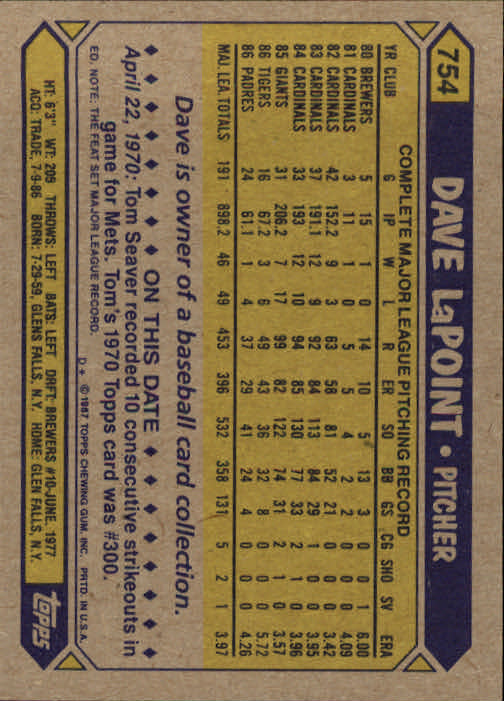 754
DAVE LaPOINT • PITCHER
COMPLETE MAJOR LEAGUE PITCHING RECORD
YR CLUB G IP W L R ER SO BB GS CG SHO SV ERA
80 BREWERS 5 15 1 0 14 10 5 13 3 0 0 1 6.00
81 CARDINALS 3 11 1 0 5 5 4 2 2 0 0 0 4.09
82 CARDINALS 42 152.2 9 3 63 58 81 52 21 0 0 0 3.42
83 CARDINALS 37 191.1 12 9 92 84 113 84 29 1 0 0 3.95
84 CARDINALS 33 193 12 10 94 85 130 77 33 2 1 0 3.96
85 GIANTS 31 206.2 7 17 99 82 122 74 31 2 1 0 3.57
86 TIGERS 16 67.2 3 6 49 43 36 32 8 0 0 0 5.72
86 PADRES 24 61.1 1 4 37 29 41 24 4 0 0 0 4.26
MAJ LEA TOTALS 191 898.2 46 49 453 396 532 358 131 5 2 1 3.97
Dave is owner of a baseball card collection.
♦ ♦ ♦ ♦ ♦ ON THIS DATE ♦ ♦ ♦ ♦ ♦
April 22, 1970: Tom Seaver recorded 10 consecutive strikeouts in
game for Mets. Tom's 1970 Topps card was #300.
ED. NOTE: THE FEAT SET MAJOR LEAGUE RECORD.
D* ©1987 TOPPS CHEWING GUM, INC. PRTD. IN U.S.A.
HT: 6'3" WT: 209 THROWS: LEFT BATS: LEFT DRFT: BREWERS #10-JUNE, 1977
ACQ: TRADE, 7-9-86 BORN: 7-29-59, GLENS FALLS, N.Y. HOME: GLEN FALLS, N.Y.
TOPPS